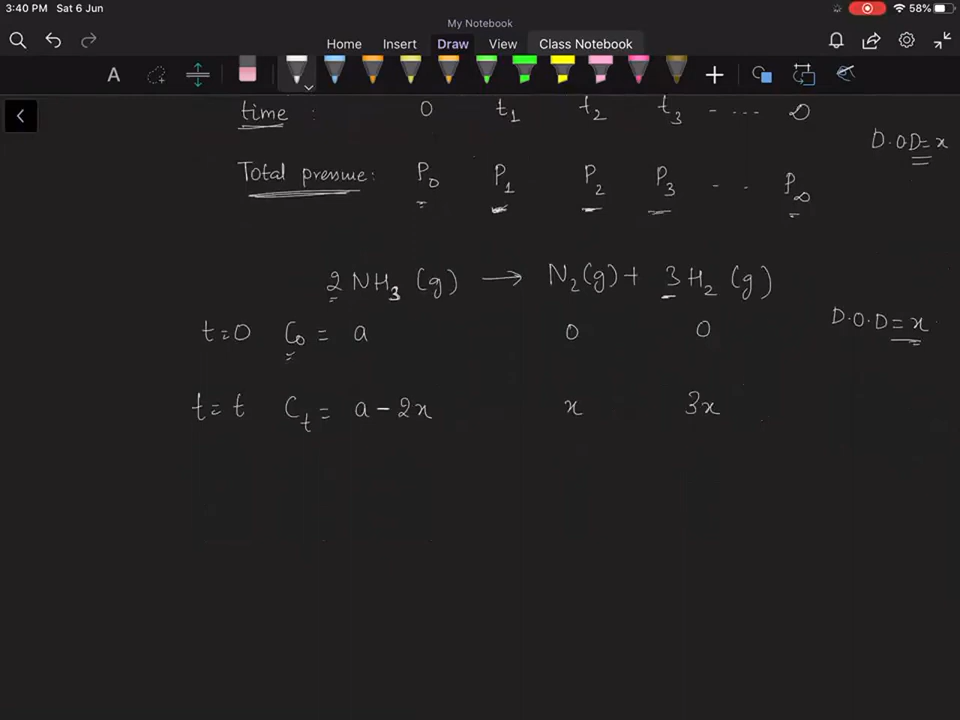 3:40 PM Sat 6 Jun 58%
My Notebook
Home Insert Draw View Class Notebook
A
time : 0 t₁ t₂ t₃ - ... ∞
D.OD=x
Total pressure: P₀ P₁ P₂ P₃ - .. P∞
2NH₃(g) → N₂(g)+ 3H₂(g)
t=0 C₀ = a 0 0
D.O.D=x
t=t Cₜ = a-2x x 3x